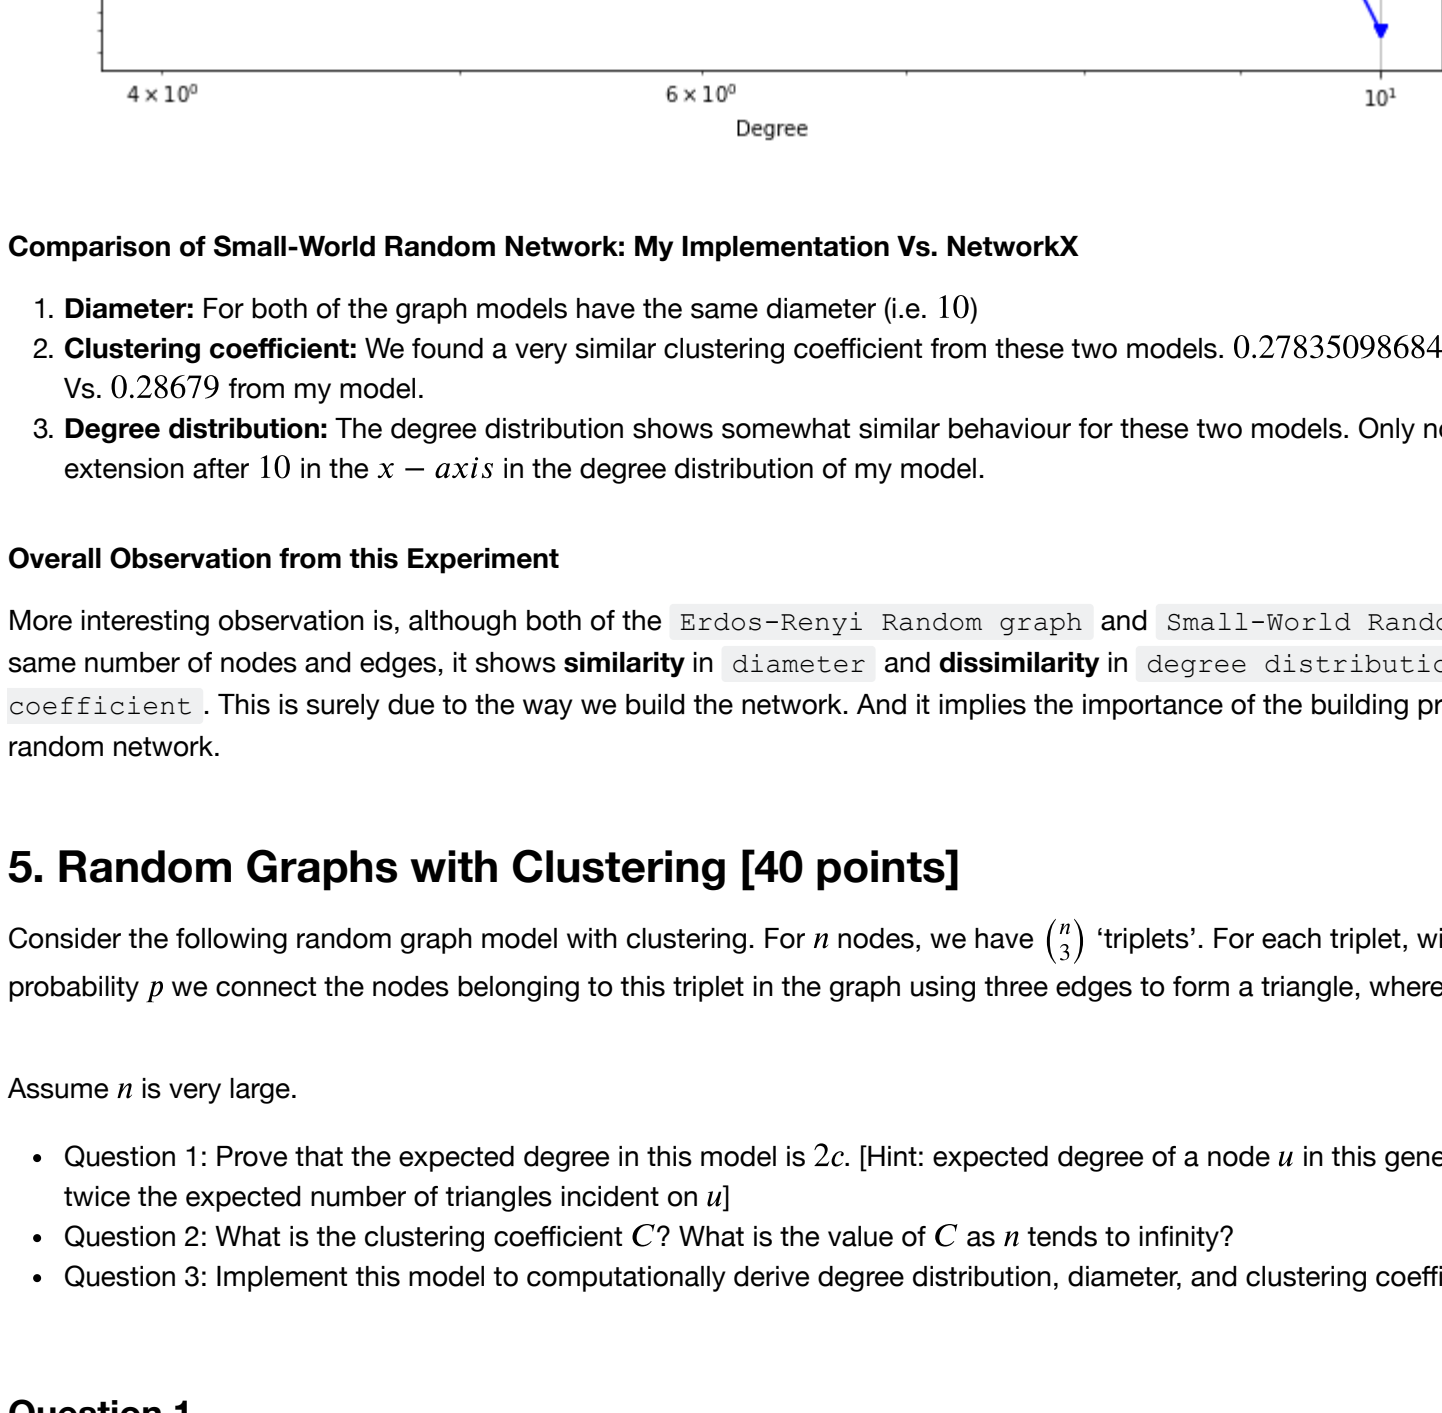 4 × 10⁰ 6 × 10⁰ 10¹
Degree
Comparison of Small-World Random Network: My Implementation Vs. NetworkX
1. Diameter: For both of the graph models have the same diameter (i.e. 10)
2. Clustering coefficient: We found a very similar clustering coefficient from these two models. 0.27835098684
Vs. 0.28679 from my model.
3. Degree distribution: The degree distribution shows somewhat similar behaviour for these two models. Only
extension after 10 in the x − axis in the degree distribution of my model.
Overall Observation from this Experiment
More interesting observation is, although both of the Erdos-Renyi Random graph and Small-World
same number of nodes and edges, it shows similarity in diameter and dissimilarity in degree
coefficient . This is surely due to the way we build the network. And it implies the importance of the building
random network.
5. Random Graphs with Clustering [40 points]
Consider the following random graph model with clustering. For n nodes, we have (n 3) ‘triplets’. For each triplet,
probability p we connect the nodes belonging to this triplet in the graph using three edges to form a triangle, where
Assume n is very large.
• Question 1: Prove that the expected degree in this model is 2c. [Hint: expected degree of a node u in this
twice the expected number of triangles incident on u]
• Question 2: What is the clustering coefficient C? What is the value of C as n tends to infinity?
• Question 3: Implement this model to computationally derive degree distribution, diameter, and clustering
Question 1